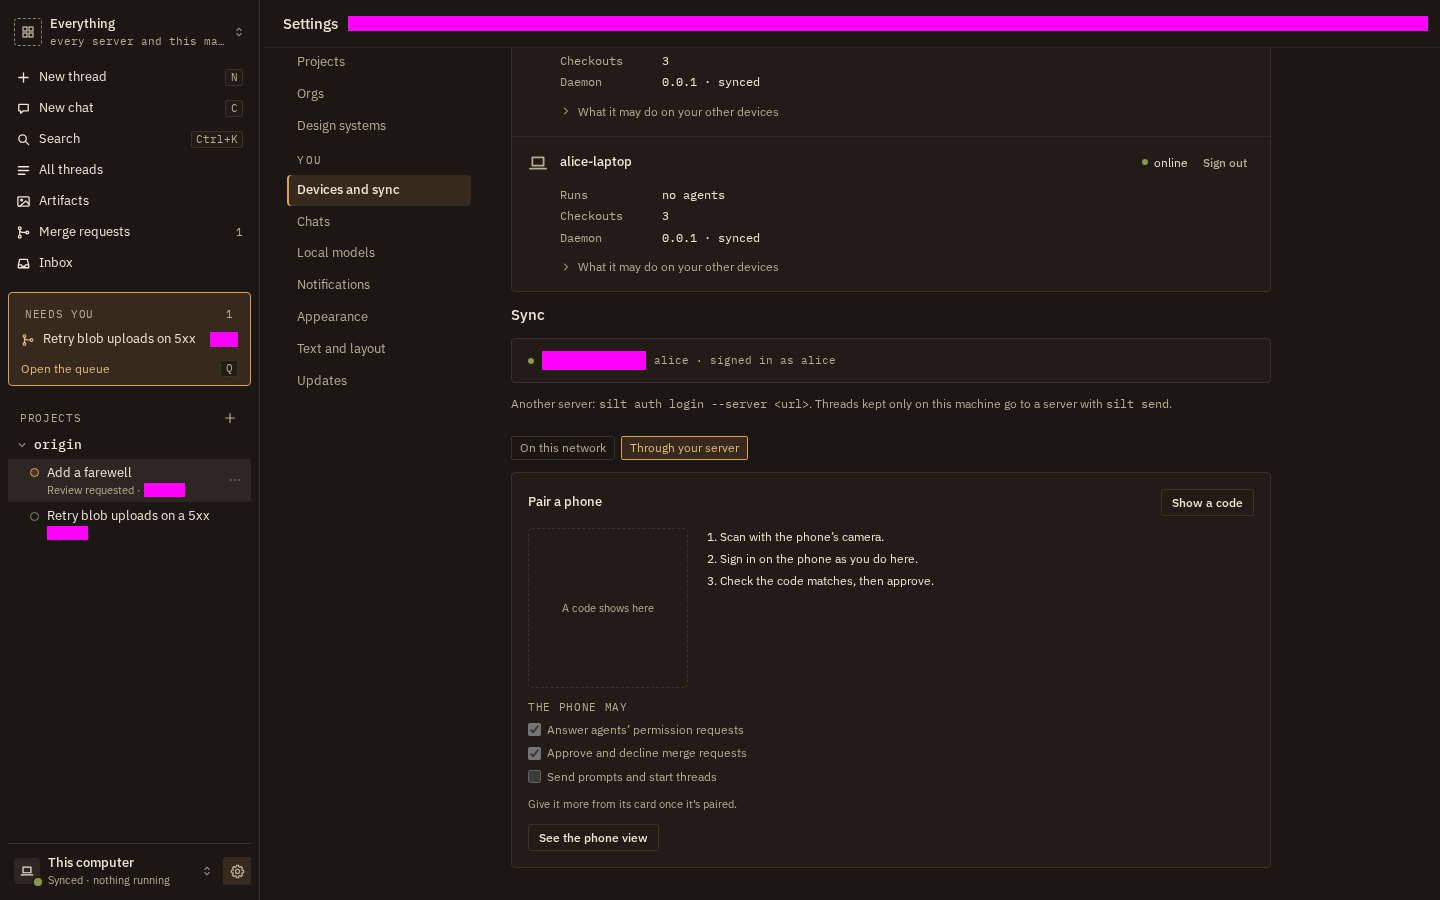 Everything
every server and this ma…
New thread N
New chat C
Search Ctrl+K
All threads
Artifacts
Merge requests 1
Inbox
NEEDS YOU 1
Retry blob uploads on 5xx
Open the queue Q
PROJECTS
origin
Add a farewell
Review requested ·
Retry blob uploads on a 5xx
This computer
Synced · nothing running
Settings
Projects
Orgs
Design systems
YOU
Devices and sync
Chats
Local models
Notifications
Appearance
Text and layout
Updates
Checkouts 3
Daemon 0.0.1 · synced
What it may do on your other devices
alice-laptop online Sign out
Runs no agents
Checkouts 3
Daemon 0.0.1 · synced
What it may do on your other devices
Sync
alice · signed in as alice
Another server: silt auth login --server <url>. Threads kept only on this machine go to a server with silt send.
On this network Through your server
Pair a phone Show a code
A code shows here
1. Scan with the phone’s camera.
2. Sign in on the phone as you do here.
3. Check the code matches, then approve.
THE PHONE MAY
Answer agents’ permission requests
Approve and decline merge requests
Send prompts and start threads
Give it more from its card once it’s paired.
See the phone view